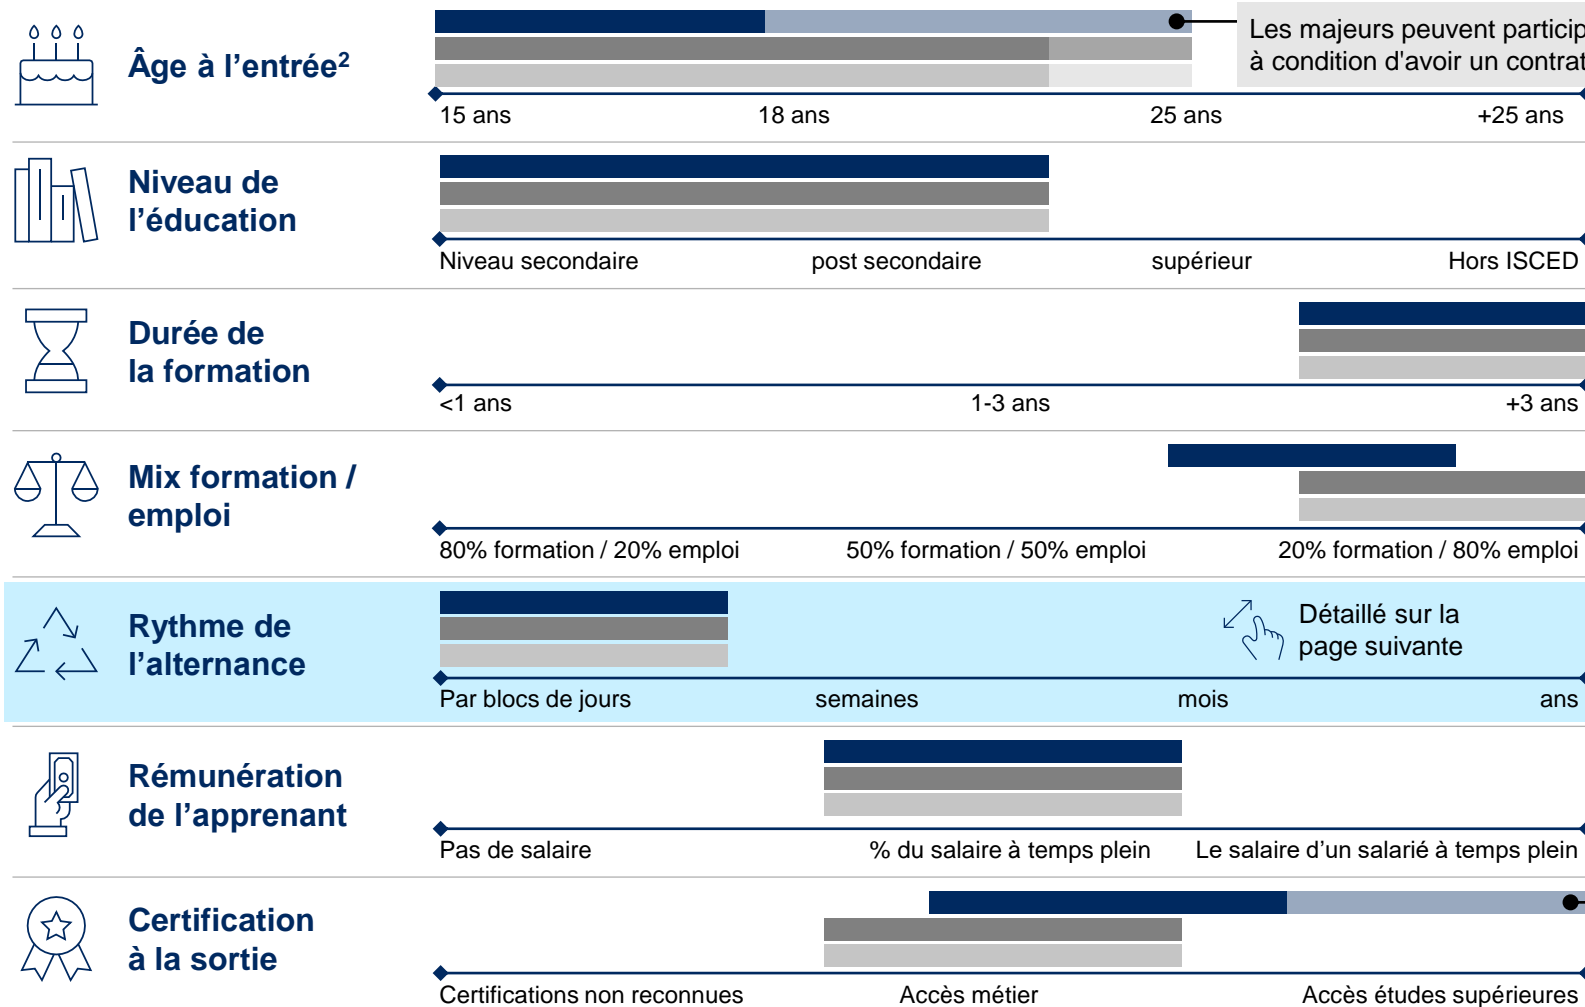 Âge à l'entrée²
Les majeurs peuvent particip
à condition d'avoir un contrat
15 ans 18 ans 25 ans +25 ans
Niveau de
l'éducation
Niveau secondaire post secondaire supérieur Hors ISCED
Durée de
la formation
<1 ans 1-3 ans +3 ans
Mix formation /
emploi
80% formation / 20% emploi 50% formation / 50% emploi 20% formation / 80% emploi
Rythme de
l'alternance
Détaillé sur la
page suivante
Par blocs de jours semaines mois ans
Rémunération
de l'apprenant
Pas de salaire % du salaire à temps plein Le salaire d'un salarié à temps plein
Certification
à la sortie
Certifications non reconnues Accès métier Accès études supérieures